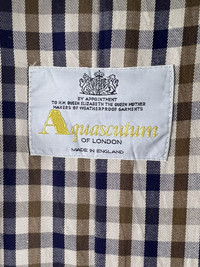 BY APPOINTMENT
TO H.M. QUEEN ELIZABETH THE QUEEN MOTHER
MAKERS OF WEATHERPROOF GARMENTS
Aquascutum
OF LONDON
MADE IN ENGLAND